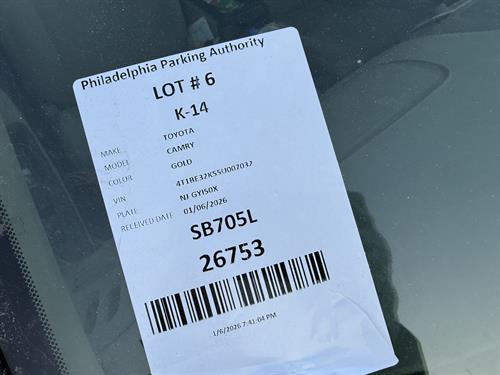 Philadelphia Parking Authority
LOT # 6
K-14
MAKE TOYOTA
MODEL CAMRY
COLOR GOLD
VIN 4T1BE32K55U007032
PLATE NJ GYI50X
RECEIVED DATE 01/06/2026
SB705L
26753
1/6/2026 7:41:04 PM